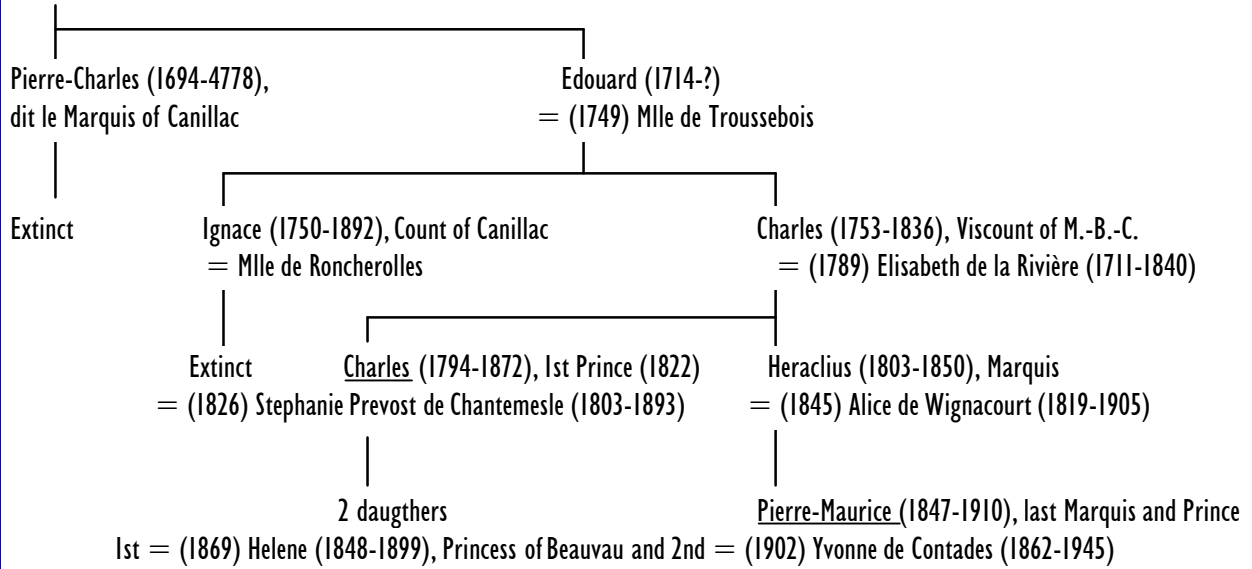 Pierre-Charles (1694-4778),
dit le Marquis of Canillac
Edouard (1714-?)
= (1749) Mlle de Troussebois
Extinct
Ignace (1750-1892), Count of Canillac
= Mlle de Roncherolles
Charles (1753-1836), Viscount of M.-B.-C.
= (1789) Elisabeth de la Rivière (1711-1840)
Extinct
Charles (1794-1872), 1st Prince (1822)
= (1826) Stephanie Prevost de Chantemesle (1803-1893)
Heraclius (1803-1850), Marquis
= (1845) Alice de Wignacourt (1819-1905)
2 daugthers
Pierre-Maurice (1847-1910), last Marquis and Prince
1st = (1869) Helene (1848-1899), Princess of Beauvau and 2nd = (1902) Yvonne de Contades (1862-1945)